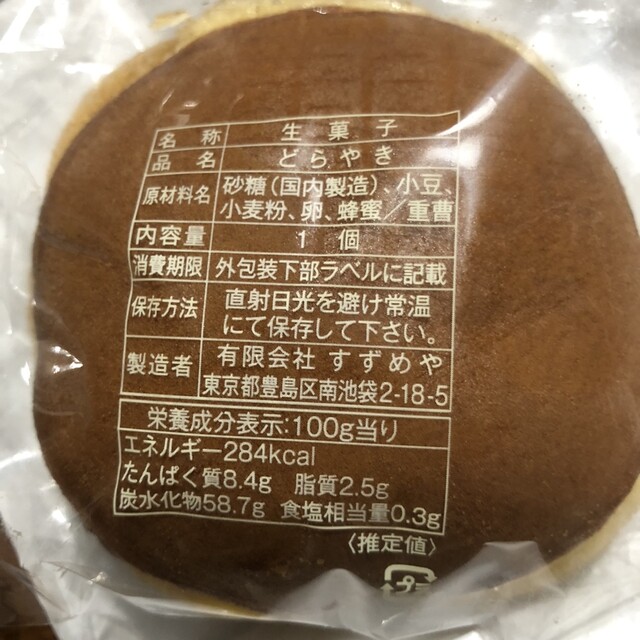 名称 生菓子
品名 どらやき
原材料名 砂糖(国内製造)、小豆、
小麦粉、卵、蜂蜜/重曹
内容量 1個
消費期限 外包装下部ラベルに記載
保存方法 直射日光を避け常温
にて保存して下さい。
製造者 有限会社 すずめや
東京都豊島区南池袋2-18-5
栄養成分表示:100g当り
エネルギー284kcal
たんぱく質8.4g 脂質2.5g
炭水化物58.7g 食塩相当量0.3g
〈推定値〉
プラ